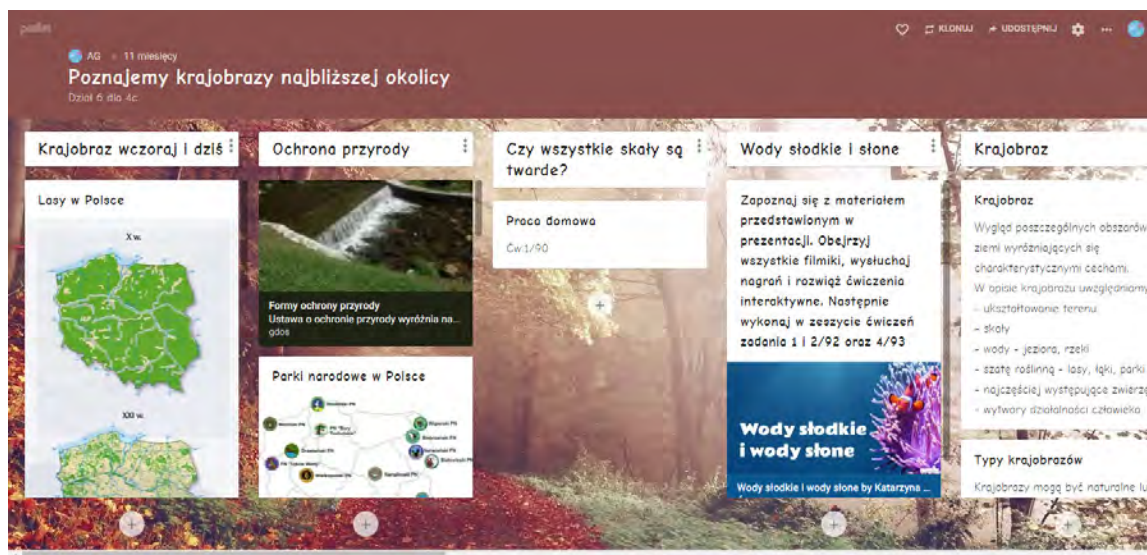 padlet
KLONUJ
UDOSTĘPNIJ
AG
11 miesięcy
Poznajemy krajobrazy najbliższej okolicy
Dział 6 dla 4c
Krajobraz wczoraj i dziś
Lasy w Polsce
X w.
XXI w.
Ochrona przyrody
Formy ochrony przyrody
Ustawa o ochronie przyrody wyróżnia na...
gdos
Parki narodowe w Polsce
Czy wszystkie skały są
twarde?
Praca domowa
Ćw.1/90
Wody słodkie i słone
Zapoznaj się z materiałem
przedstawionym w
prezentacji. Obejrzyj
wszystkie filmiki, wysłuchaj
nagrań i rozwiąż ćwiczenia
interaktywne. Następnie
wykonaj w zeszycie ćwiczeń
zadania 1 i 2/92 oraz 4/93
Wody słodkie
i wody słone
Wody słodkie i wody słone by Katarzyna ...
Krajobraz
Krajobraz
Wygląd poszczególnych obszarów
ziemi wyróżniających się
charakterystycznymi cechami.
W opisie krajobrazu uwzględniamy
- ukształtowanie terenu
- skały
- wody - jeziora, rzeki
- szatę roślinną - lasy, łąki, parki
- najczęściej występujące zwierzę
- wytwory działalności człowieka
Typy krajobrazów
Krajobrazy mogą być naturalne lu